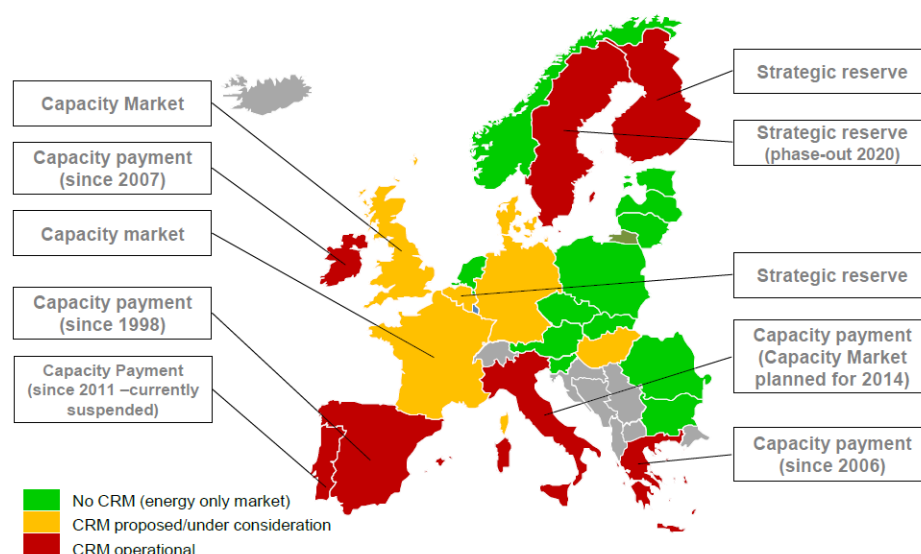 Capacity Market
Capacity payment
(since 2007)
Capacity market
Capacity payment
(since 1998)
Capacity Payment
(since 2011 –currently
suspended)
Strategic reserve
Strategic reserve
(phase-out 2020)
Strategic reserve
Capacity payment
(Capacity Market
planned for 2014)
Capacity payment
(since 2006)
No CRM (energy only market)
CRM proposed/under consideration
CRM operational